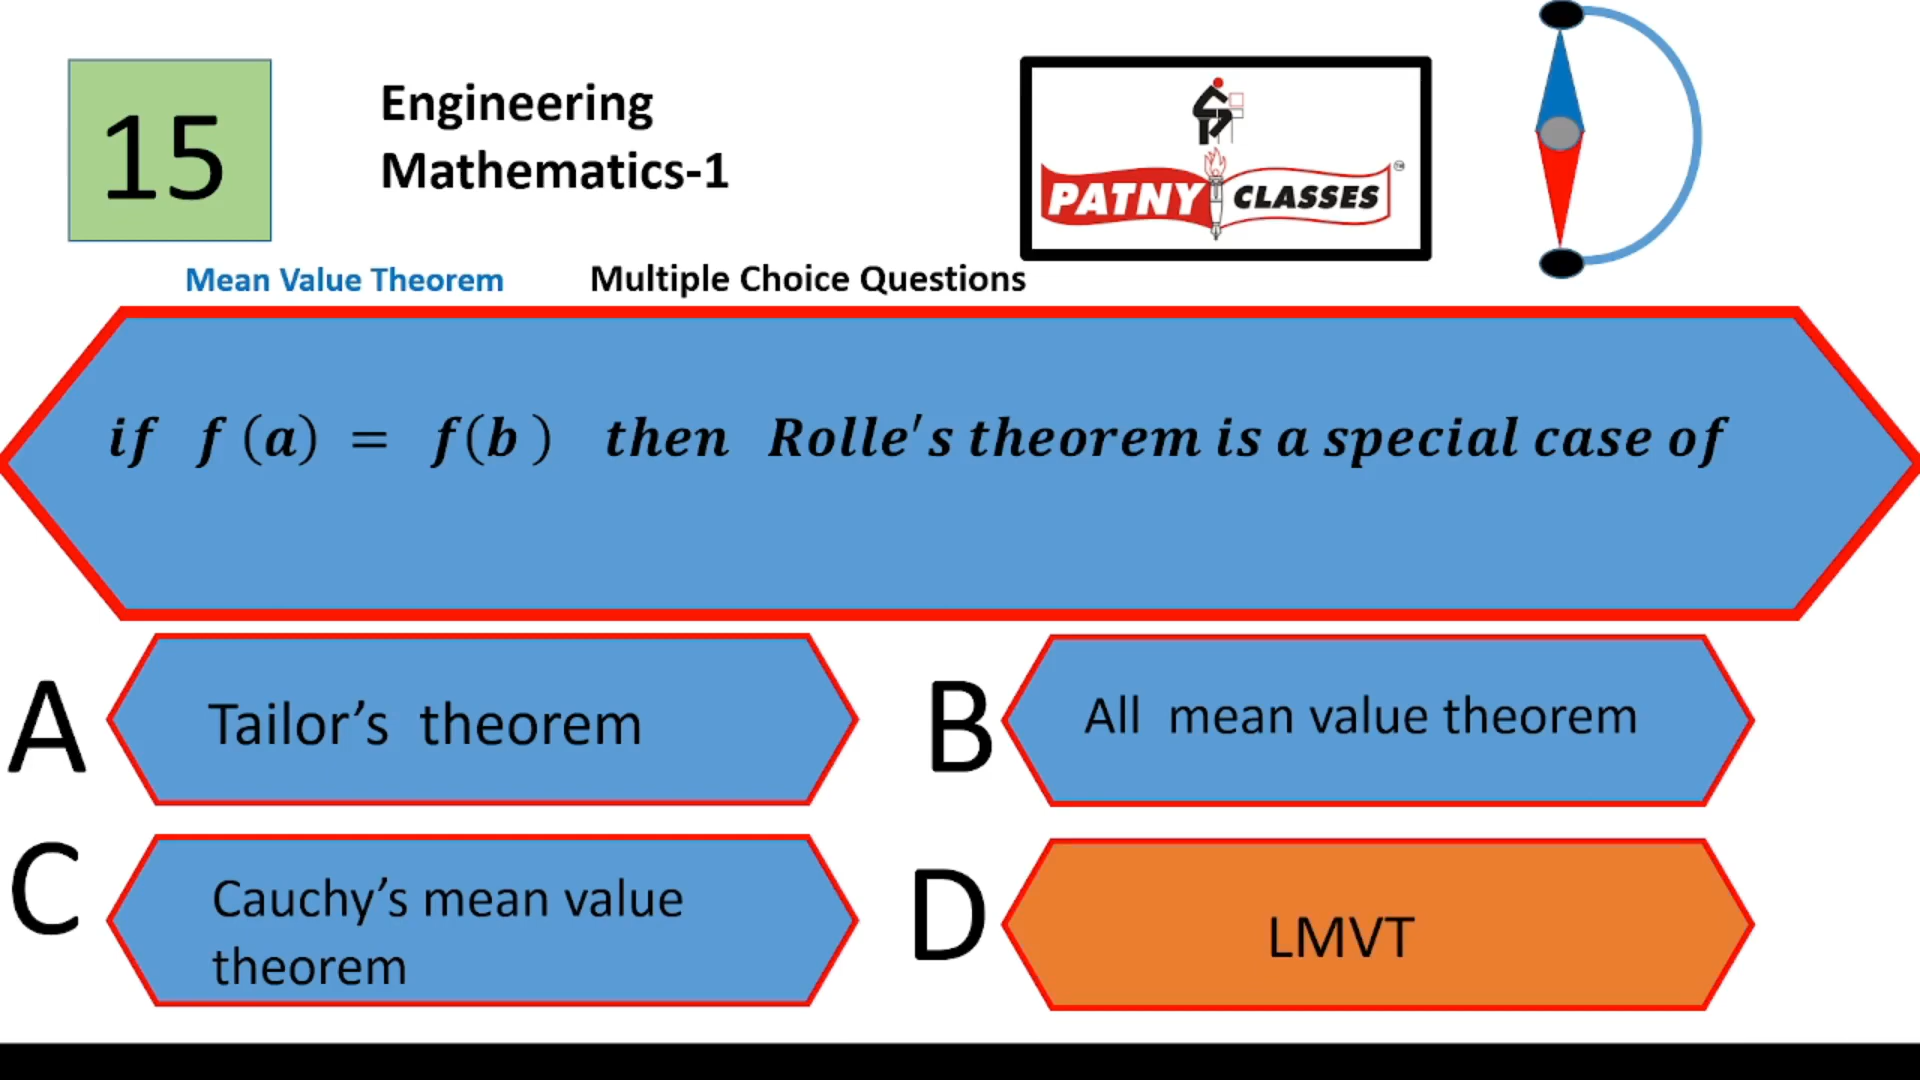 15
Engineering
Mathematics-1
PATNY CLASSES ™
Mean Value Theorem Multiple Choice Questions
if f (a) = f(b ) then Rolle's theorem is a special case of
A Tailor’s theorem
B All mean value theorem
C Cauchy’s mean value
theorem
D LMVT